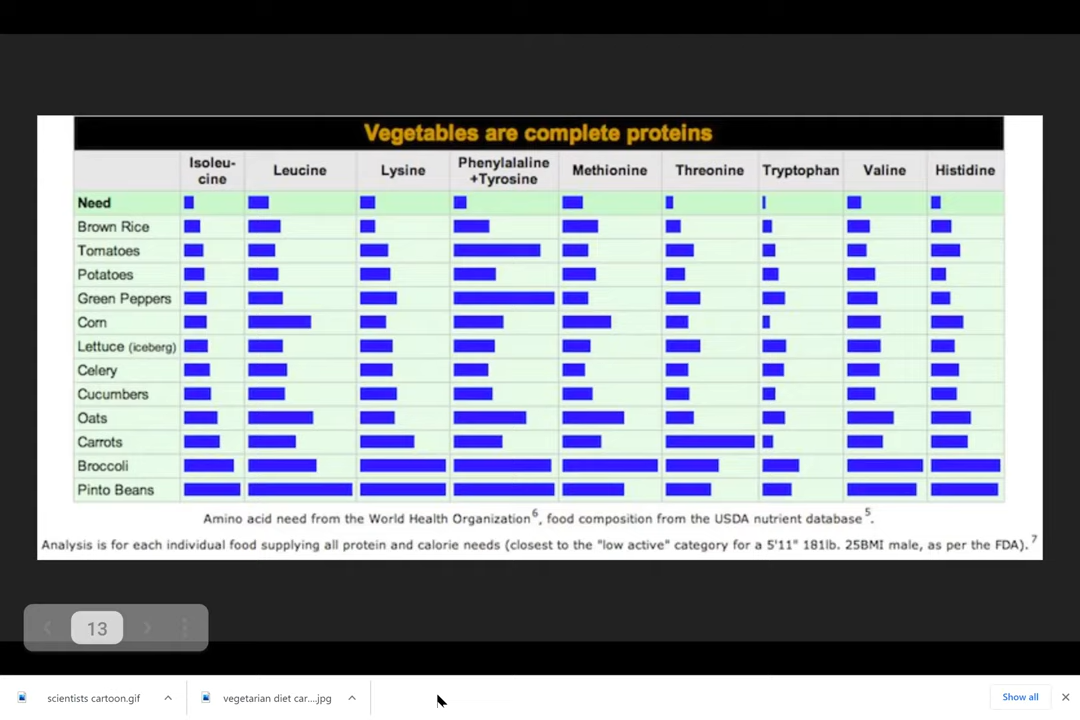 Vegetables are complete proteins
Isoleu-
cine
Leucine
Lysine
Phenylalaline
+Tyrosine
Methionine
Threonine
Tryptophan
Valine
Histidine
Need
Brown Rice
Tomatoes
Potatoes
Green Peppers
Corn
Lettuce (iceberg)
Celery
Cucumbers
Oats
Carrots
Broccoli
Pinto Beans
Amino acid need from the World Health Organization6, food composition from the USDA nutrient database 5.
Analysis is for each individual food supplying all protein and calorie needs (closest to the "low active" category for a 5'11" 181lb. 25BMI male, as per the FDA). 7
13
scientists cartoon.gif
vegetarian diet car....jpg
Show all